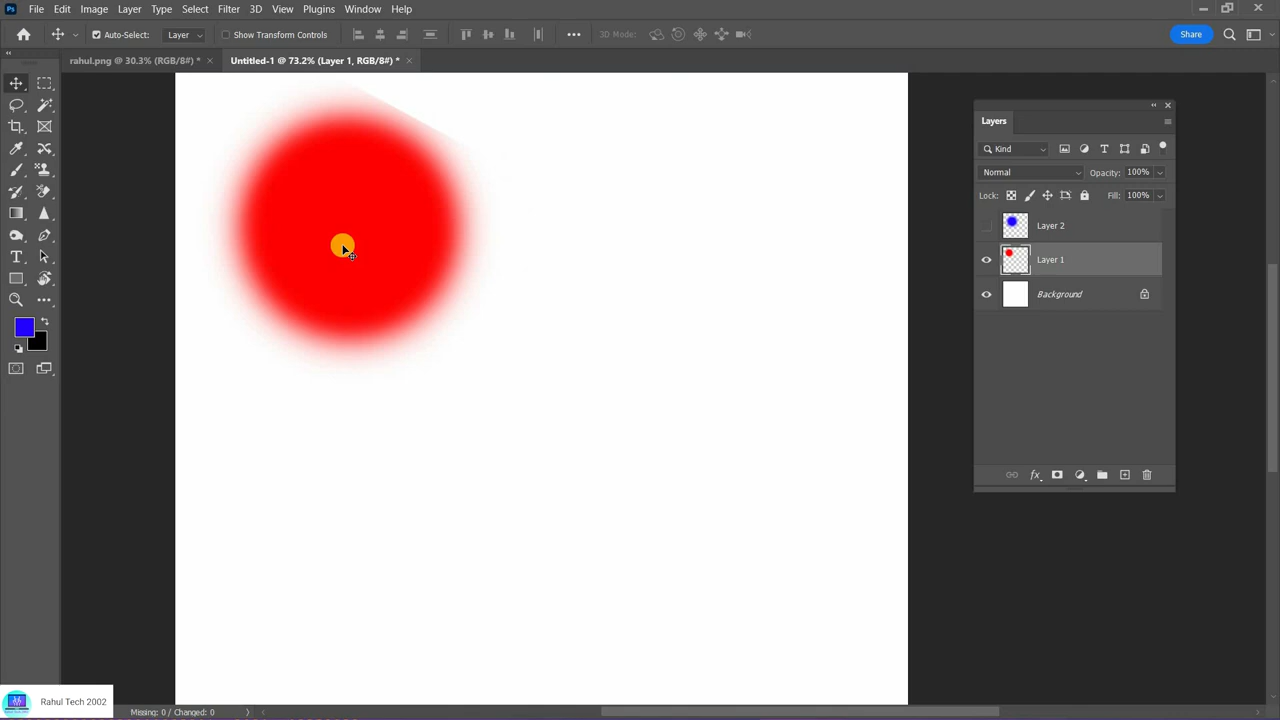 Ps File Edit Image Layer Type Select Filter 3D View Plugins Window Help
Auto-Select: Layer Show Transform Controls 3D Mode: Share
rahul.png @ 30.3% (RGB/8#) * Untitled-1 @ 73.2% (Layer 1, RGB/8#) *
Layers
Kind
Normal Opacity: 100%
Lock: Fill: 100%
Layer 2
Layer 1
Background
fx
Rahul Tech 2002
Missing: 0 / Changed: 0